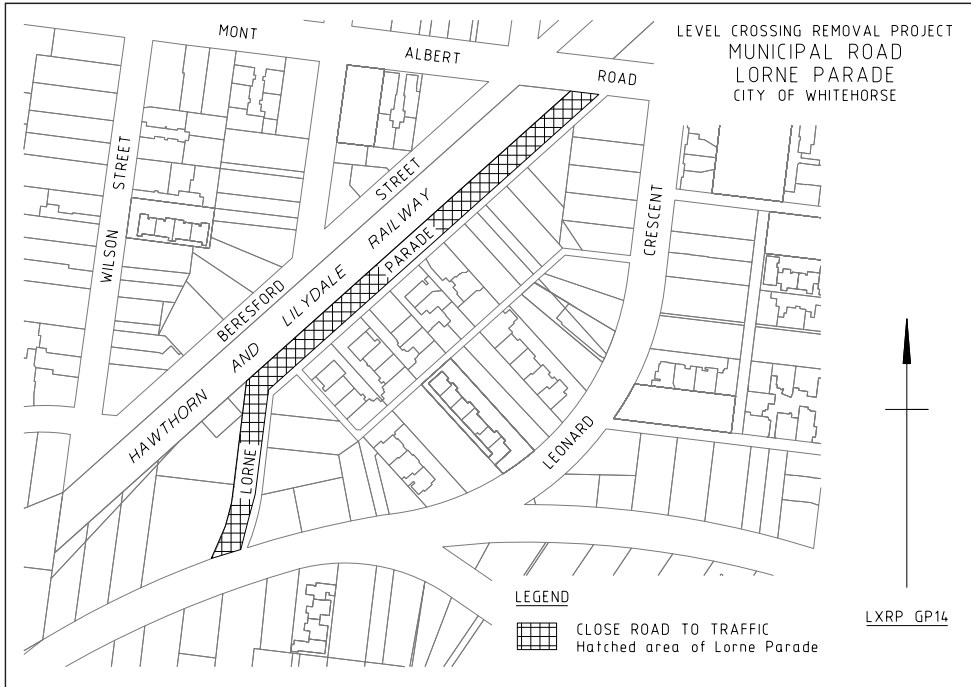 LEVEL CROSSING REMOVAL PROJECT
MUNICIPAL ROAD
LORNE PARADE
CITY OF WHITEHORSE
MONT ALBERT ROAD
WILSON STREET
BERESFORD STREET
HAWTHORN AND LILYDALE RAILWAY
LORNE PARADE
LEONARD CRESCENT
LEGEND
CLOSE ROAD TO TRAFFIC
Hatched area of Lorne Parade
LXRP GP14